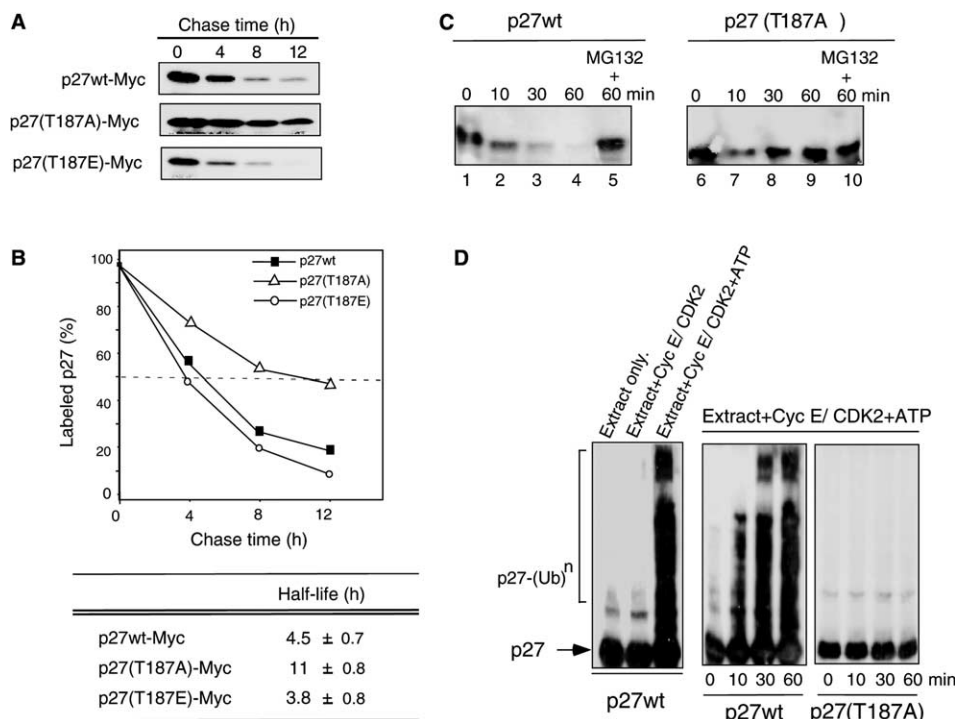 A
Chase time (h)
0 4 8 12
p27wt-Myc
p27(T187A)-Myc
p27(T187E)-Myc
B
100
80
60
40
20
0
Labeled p27 (%)
p27wt
p27(T187A)
p27(T187E)
0 4 8 12
Chase time (h)
Half-life (h)
p27wt-Myc 4.5 ± 0.7
p27(T187A)-Myc 11 ± 0.8
p27(T187E)-Myc 3.8 ± 0.8
C
p27wt
MG132
+
0 10 30 60 60 min
1 2 3 4 5
p27 (T187A )
MG132
+
0 10 30 60 60 min
6 7 8 9 10
D
Extract only.
Extract+Cyc E/ CDK2
Extract+Cyc E/ CDK2+ATP
Extract+Cyc E/ CDK2+ATP
p27-(Ub)n
p27
p27wt
0 10 30 60 0 10 30 60 min
p27wt p27(T187A)